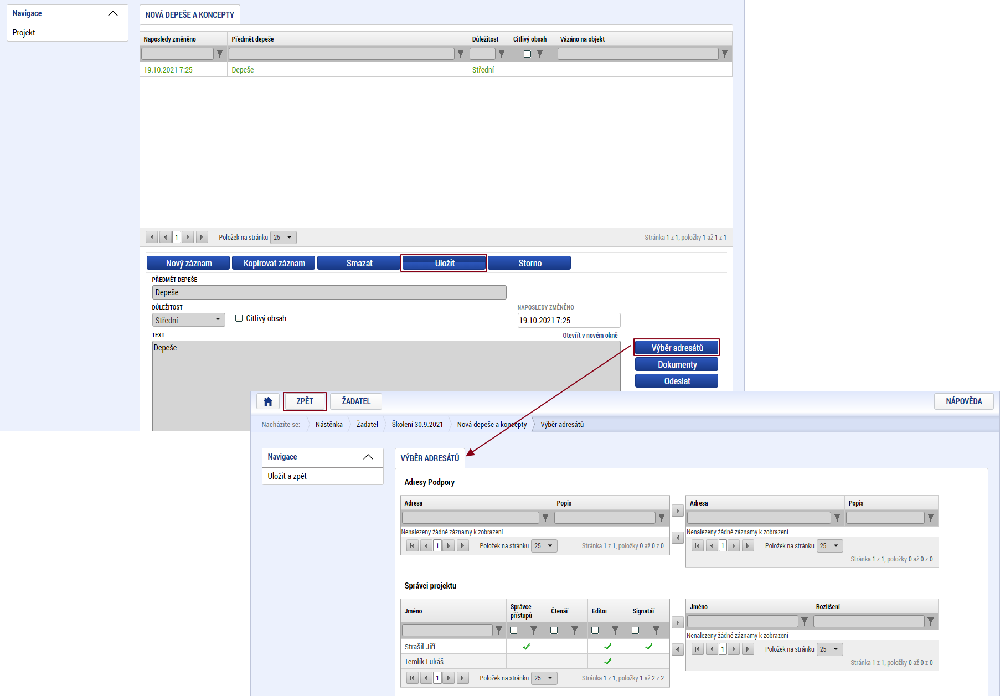 Navigace
Projekt
NOVÁ DEPEŠE A KONCEPTY
Naposledy změněno Předmět depeše Důležitost Citlivý obsah Vázáno na objekt
19.10.2021 7:25 Depeše Střední
1 Položek na stránku 25 Stránka 1 z 1, položky 1 až 1 z 1
Nový záznam Kopírovat záznam Smazat Uložit Storno
PŘEDMĚT DEPEŠE
Depeše
DŮLEŽITOST NAPOSLEDY ZMĚNĚNO
Střední Citlivý obsah 19.10.2021 7:25
TEXT Otevřít v novém okně
Depeše
Výběr adresátů
Dokumenty
Odeslat
ZPĚT ŽADATEL NÁPOVĚDA
Nacházíte se: Nástěnka Žadatel Školení 30.9.2021 Nová depeše a koncepty Výběr adresátů
Navigace
Uložit a zpět
VÝBĚR ADRESÁTŮ
Adresy Podpory
Adresa Popis Adresa Popis
Nenalezeny žádné záznamy k zobrazení Nenalezeny žádné záznamy k zobrazení
1 Položek na stránku 25 Stránka 1 z 1, položky 0 až 0 z 0 1 Položek na stránku 25
Stránka 1 z 1, položky 0 až 0 z 0
Správci projektu
Jméno Správce přístupů Čtenář Editor Signatář Jméno Rozlišení
Nenalezeny žádné záznamy k zobrazení
Strašil Jiří
Temlík Lukáš
1 Položek na stránku 25
Stránka 1 z 1, položky 0 až 0 z 0
1 Položek na stránku 25 Stránka 1 z 1, položky 1 až 2 z 2